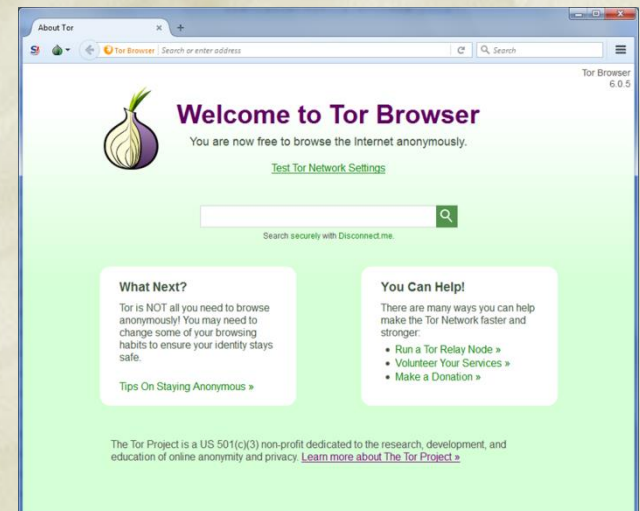 About Tor
Tor Browser Search or enter address
Search
Tor Browser
6.0.5
Welcome to Tor Browser
You are now free to browse the Internet anonymously.
Test Tor Network Settings
Search securely with Disconnect.me.
What Next?
Tor is NOT all you need to browse
anonymously! You may need to
change some of your browsing
habits to ensure your identity stays
safe.
Tips On Staying Anonymous »
You Can Help!
There are many ways you can help
make the Tor Network faster and
stronger:
• Run a Tor Relay Node »
• Volunteer Your Services »
• Make a Donation »
The Tor Project is a US 501(c)(3) non-profit dedicated to the research, development, and
education of online anonymity and privacy. Learn more about The Tor Project »